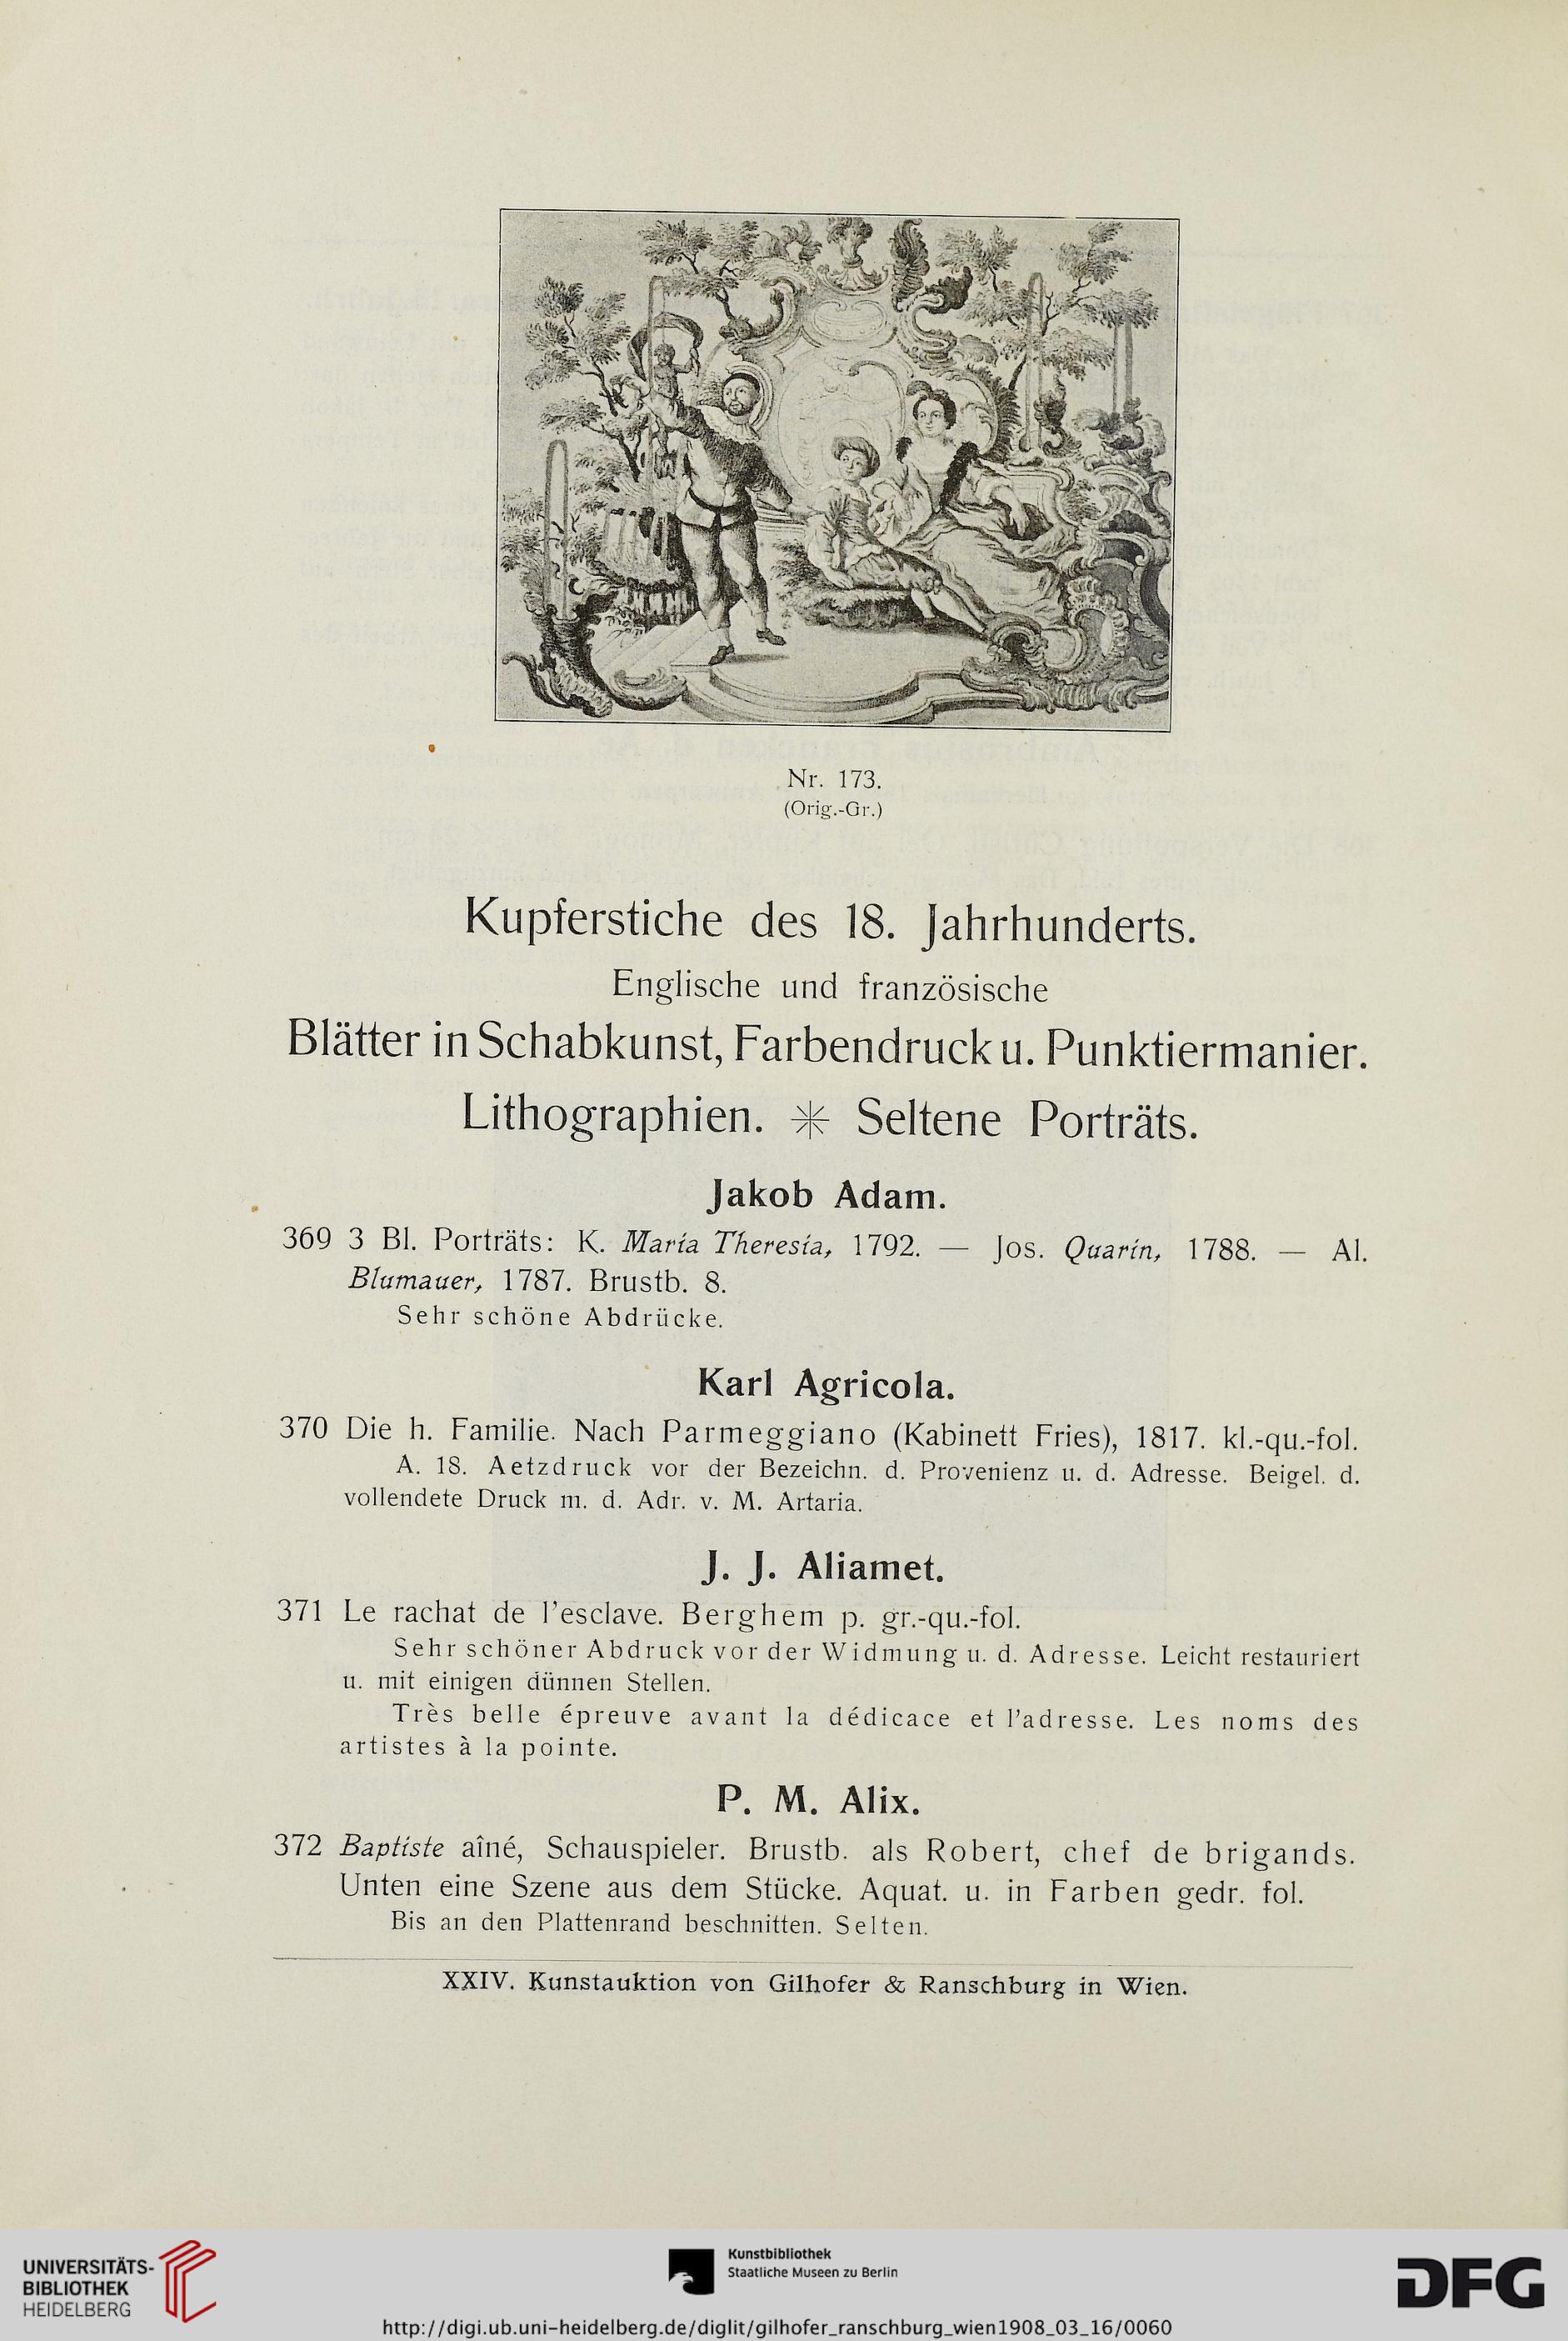 Nr. 173.
(Orig.-Gr.)
Kupferstiche des 18. Jahrhunderts.
Englische und französische
Blätter in Schabkunst, Farbendruck u. Punktiermanier.
Lithographien. ✳ Seltene Porträts.
Jakob Adam.
369 3 Bl. Porträts: K. Maria Theresia, 1792. — Jos. Quarin, 1788. — Al.
Blumauer, 1787. Brustb. 8.
Sehr schöne Abdrücke.
Karl Agricola.
370 Die h. Familie. Nach Parmeggiano (Kabinett Fries), 1817. kl.-qu.-fol.
A. 18. Aetzdruck vor der Bezeichn. d. Provenienz u. d. Adresse. Beigel. d.
vollendete Druck m. d. Adr. v. M. Artaria.
J. J. Aliamet.
371 Le rachat de l'esclave. Berghem p. gr.-qu.-fol.
Sehr schöner Abdruck vor der Widmung u. d. Adresse. Leicht restauriert
u. mit einigen dünnen Stellen.
Très belle épreuve avant la dédicace et l'adresse. Les noms des
artistes à la pointe.
P. M. Alix.
372 Baptiste aîné, Schauspieler. Brustb. als Robert, chef de brigands.
Unten eine Szene aus dem Stücke. Aquat. u. in Farben gedr. fol.
Bis an den Plattenrand beschnitten. Selten.
XXIV. Kunstauktion von Gilhofer & Ranschburg in Wien.
UNIVERSITÄTS-
BIBLIOTHEK
HEIDELBERG
Kunstbibliothek
Staatliche Museen zu Berlin
DFG
http://digi.ub.uni-heidelberg.de/diglit/gilhofer_ranschburg_wien1908_03_16/0060